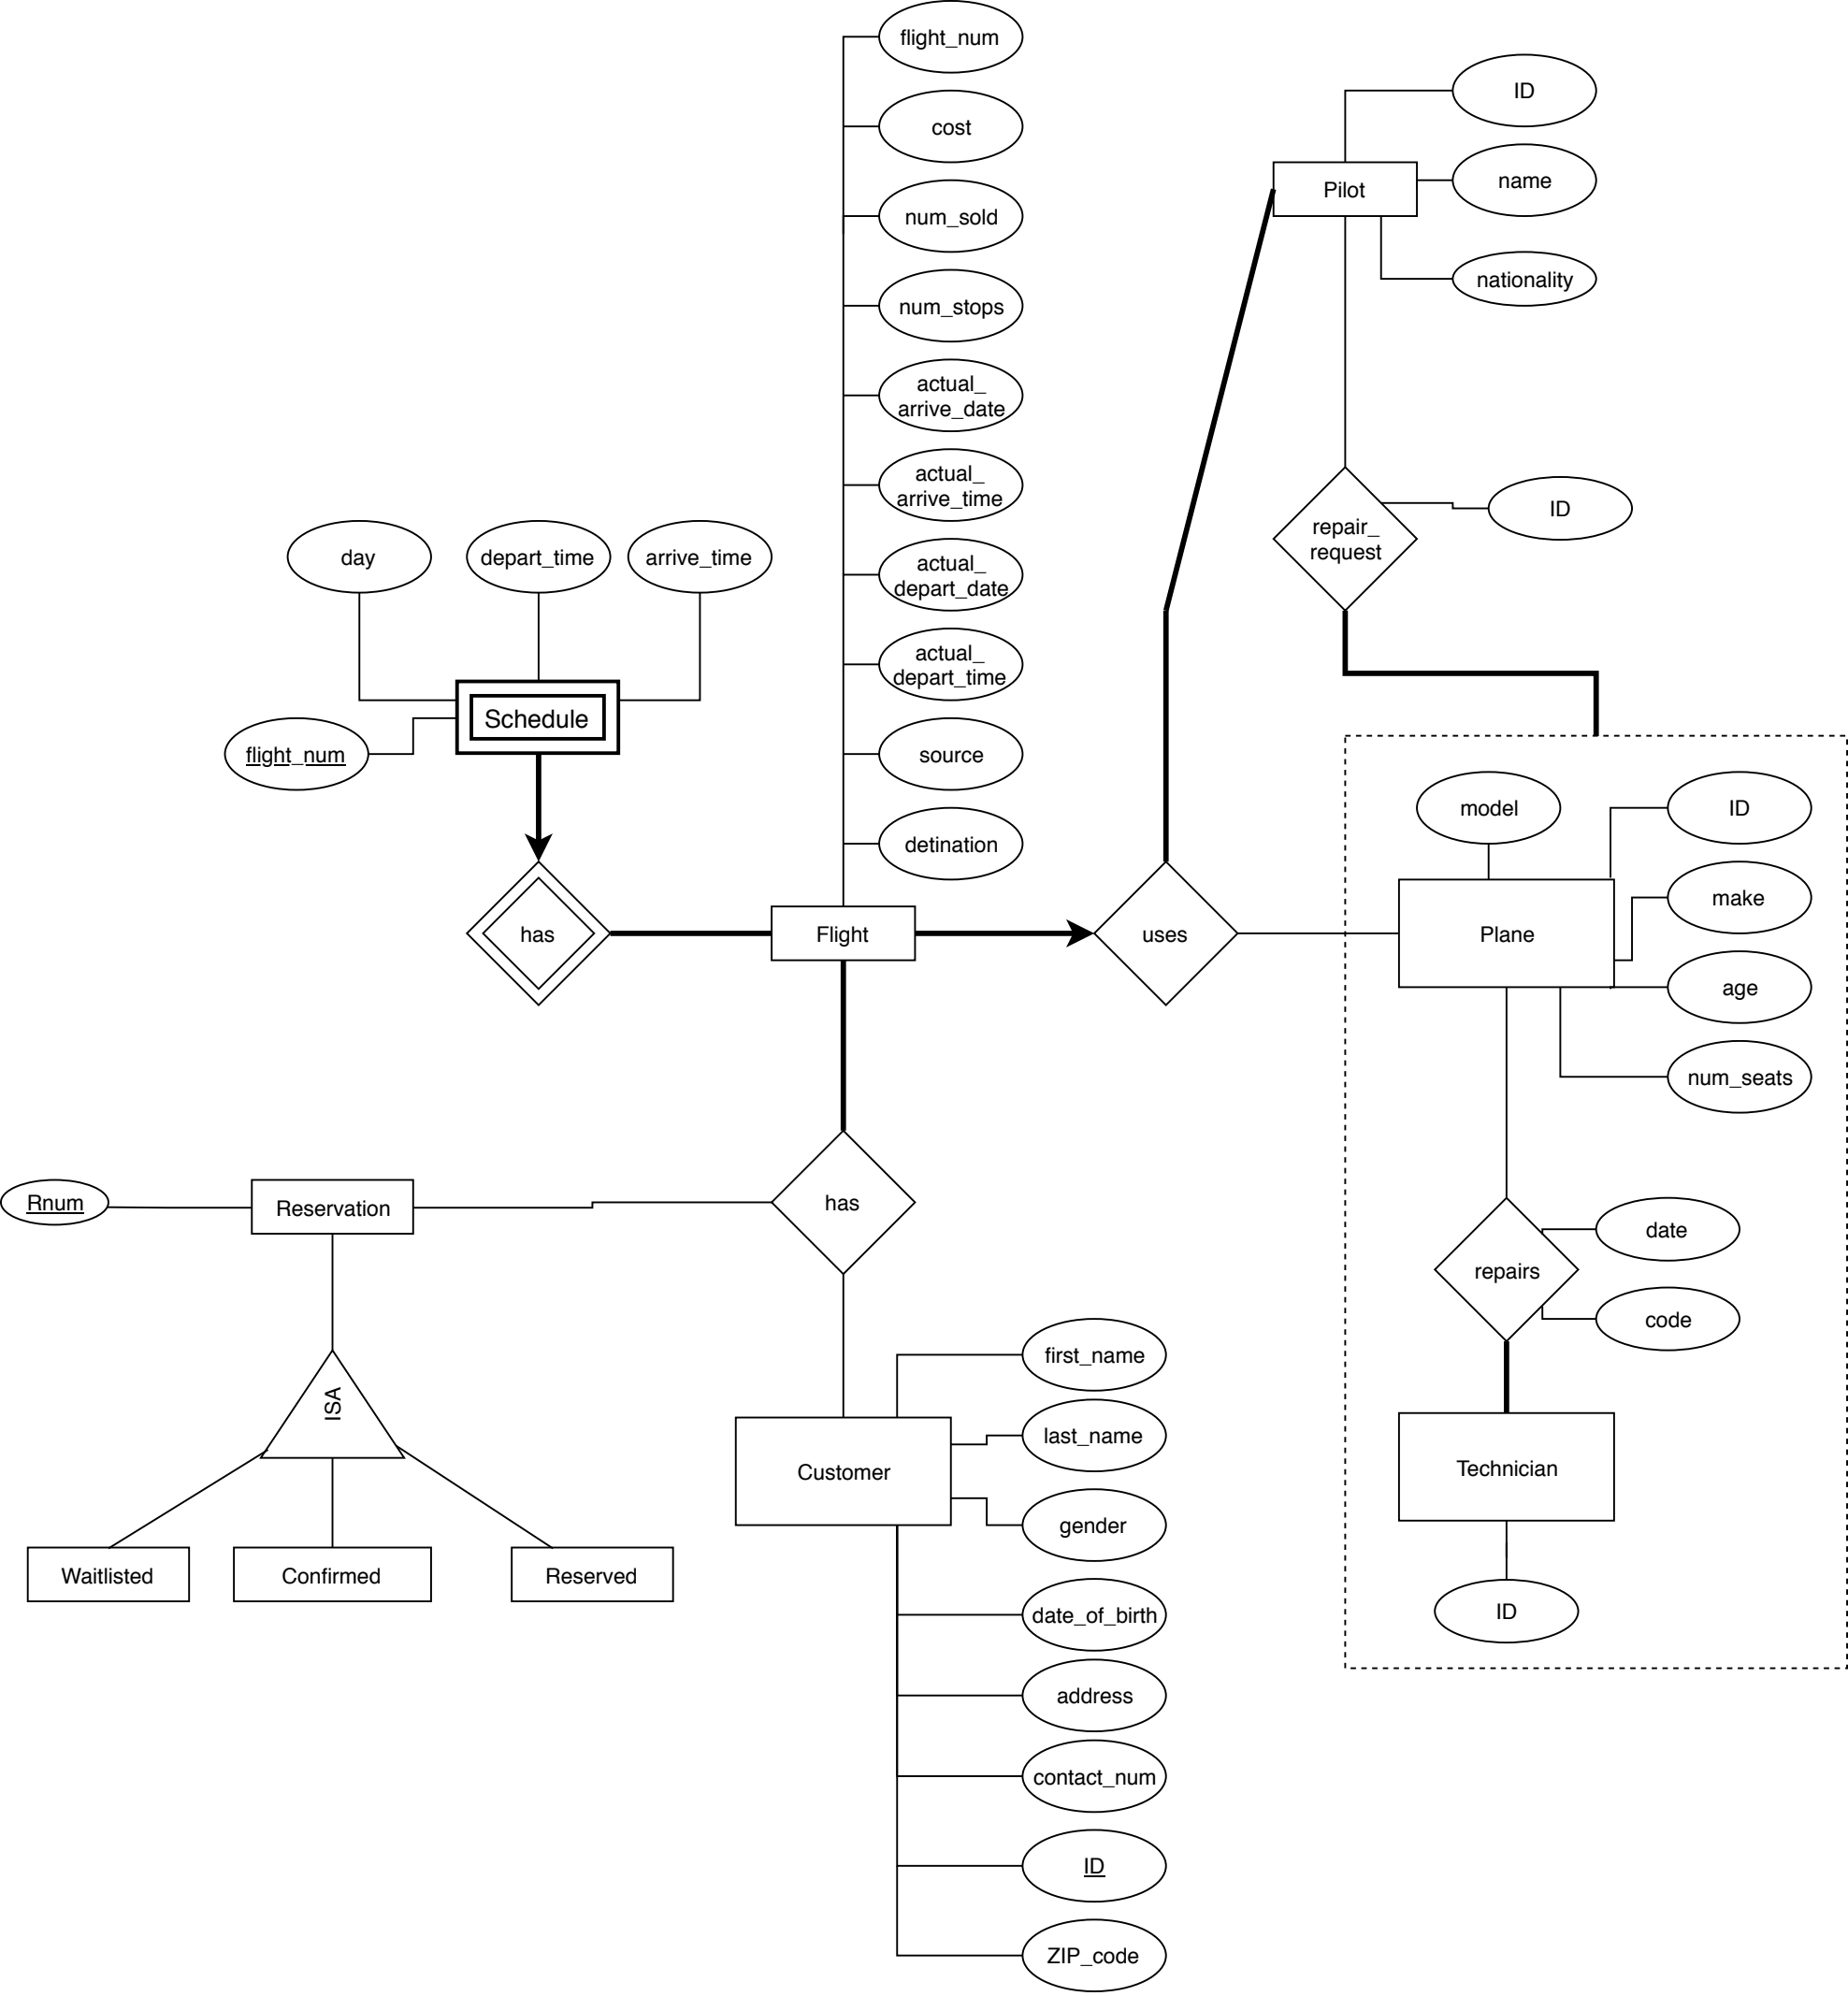 flight_num
cost
num_sold
num_stops
actual_
arrive_date
actual_
arrive_time
actual_
depart_date
actual_
depart_time
source
detination
ID
Pilot
name
nationality
repair_
request
ID
day
depart_time
arrive_time
Schedule
flight_num
has
Flight
uses
model
ID
make
Plane
age
num_seats
Rnum
Reservation
has
date
repairs
code
ISA
Waitlisted
Confirmed
Reserved
first_name
last_name
Customer
gender
date_of_birth
address
contact_num
ID
ZIP_code
Technician
ID